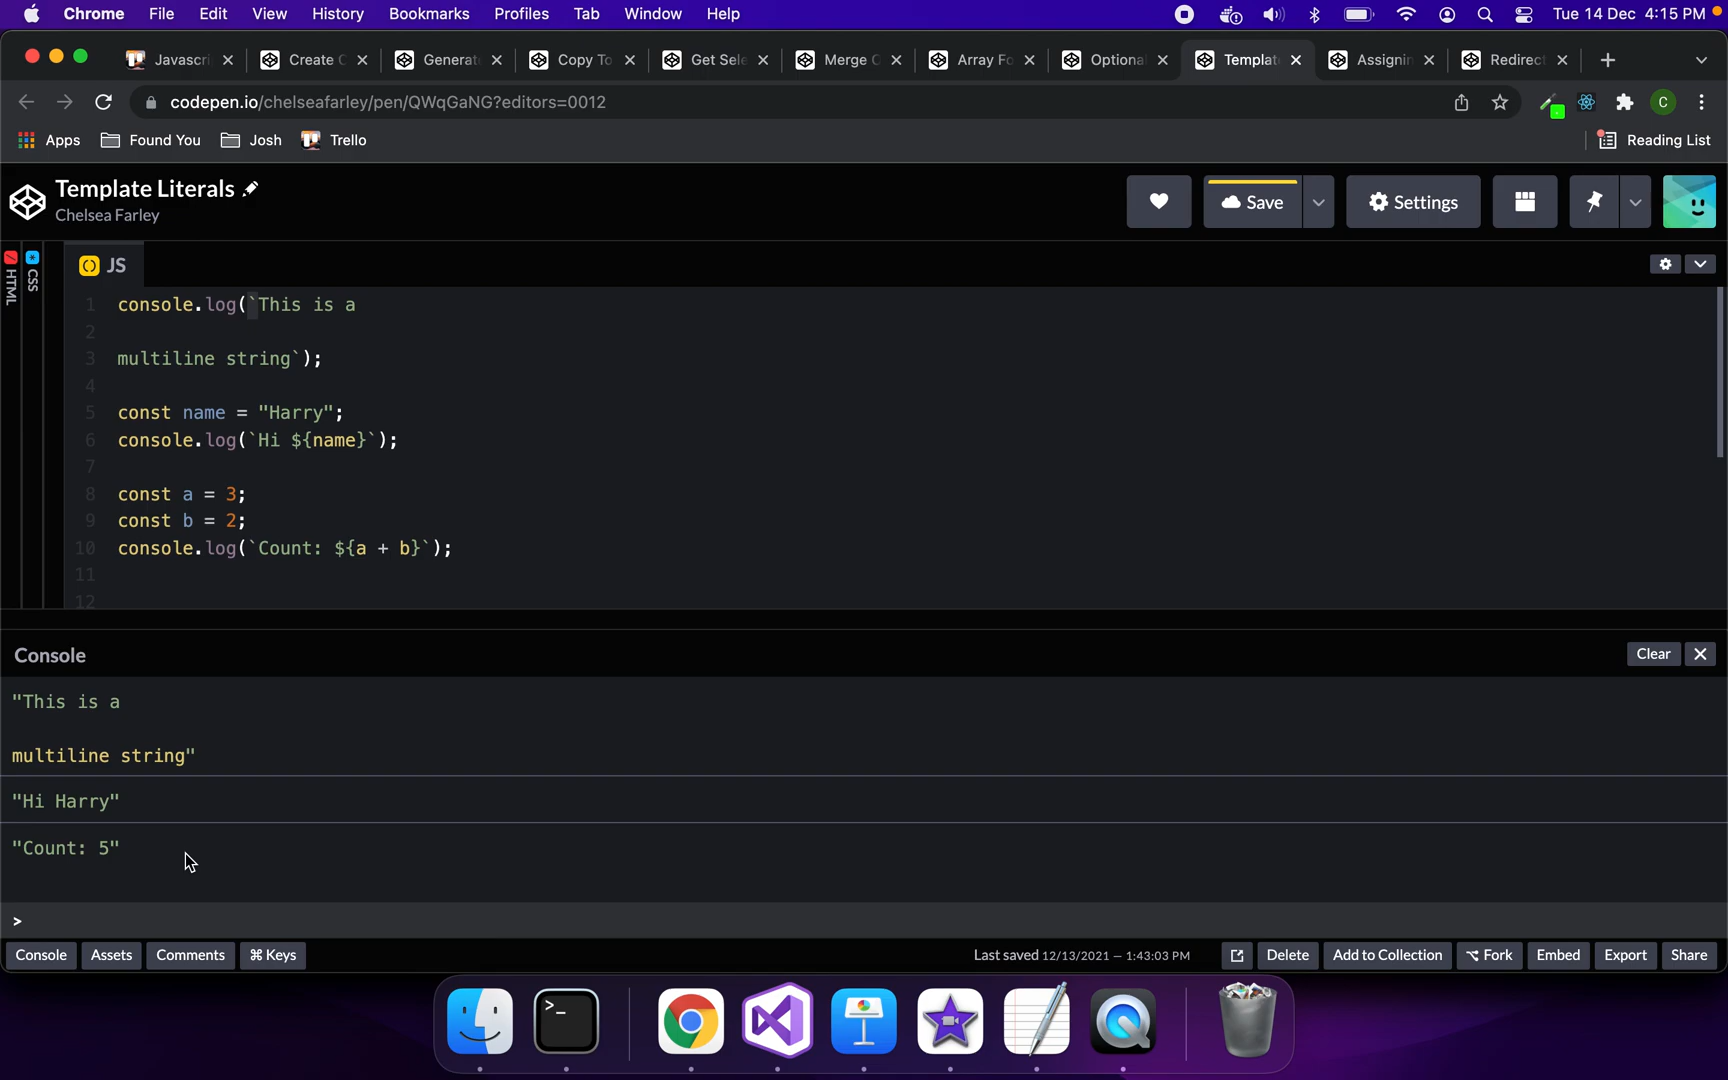 Chrome File Edit View History Bookmarks Profiles Tab Window Help Tue 14 Dec 4:15 PM
Javascri Create C Generat Copy To Get Sele Merge C Array Fo Optiona Templat Assignin Redirect
codepen.io/chelseafarley/pen/QWqGaNG?editors=0012 C
Apps Found You Josh Trello Reading List
Template Literals
Chelsea Farley
Save Settings
HTML
CSS
JS
1 console.log(`This is a
2
3 multiline string`);
4
5 const name = "Harry";
6 console.log(`Hi ${name}`);
7
8 const a = 3;
9 const b = 2;
10 console.log(`Count: ${a + b}`);
11
12
Console Clear
"This is a
multiline string"
"Hi Harry"
"Count: 5"
>
Console Assets Comments ⌘ Keys Last saved 12/13/2021 — 1:43:03 PM Delete Add to Collection Fork Embed Export Share